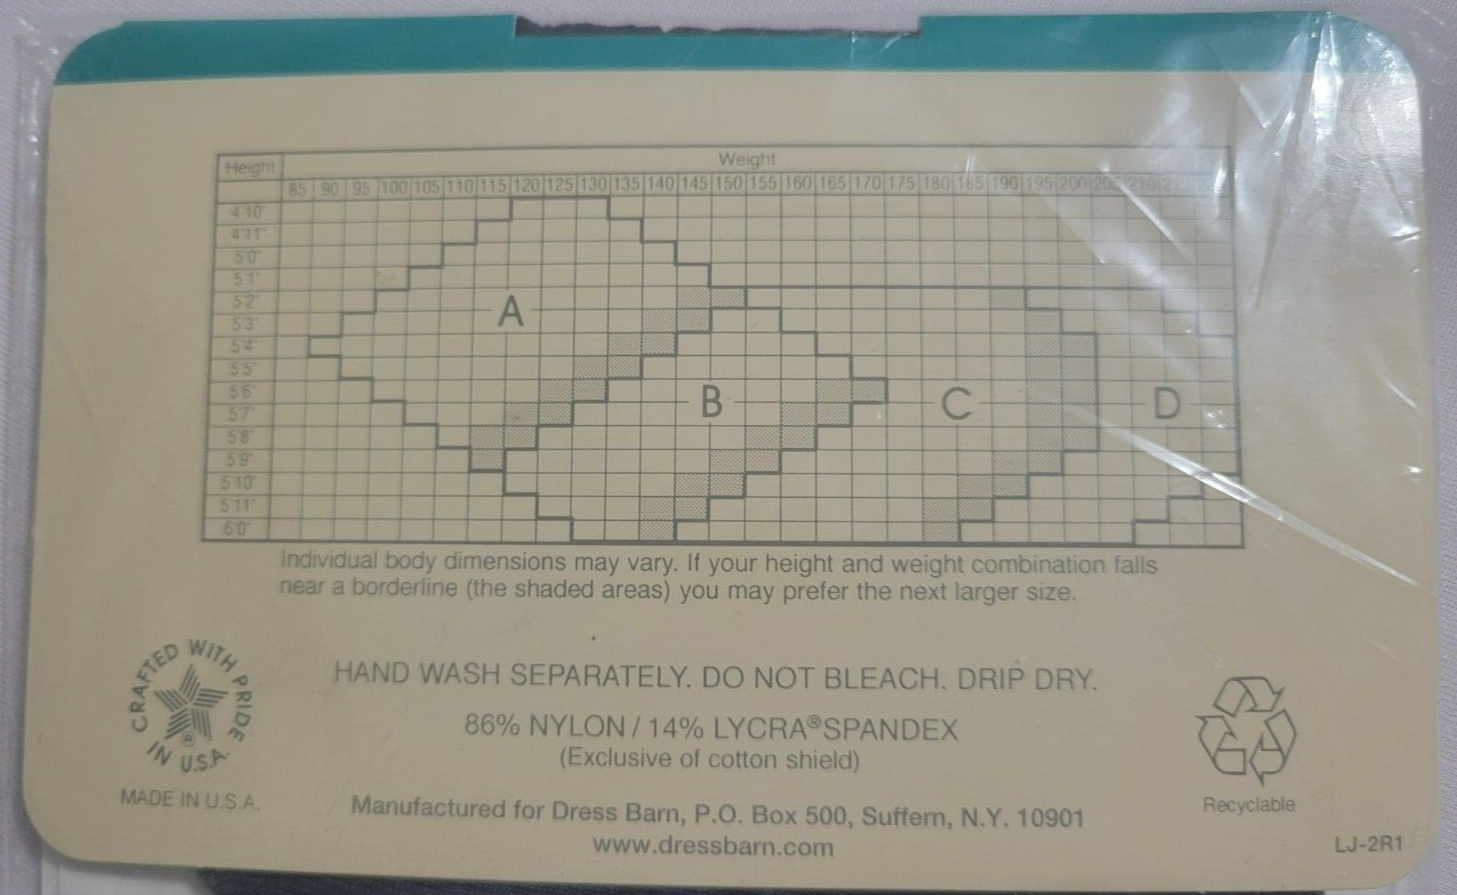 Height Weight
85 90 95 100 105 110 115 120 125 130 135 140 145 150 155 160 165 170 175 180 185 190 195 200 205 210
4'10"
4'11"
5'0"
5'1"
5'2"
5'3"
5'4"
5'5"
5'6"
5'7"
5'8"
5'9"
5'10"
5'11"
6'0"
A
B
C
D
Individual body dimensions may vary. If your height and weight combination falls
near a borderline (the shaded areas) you may prefer the next larger size.
CRAFTED WITH PRIDE
IN U.S.A.
®
MADE IN U.S.A.
HAND WASH SEPARATELY. DO NOT BLEACH. DRIP DRY.
86% NYLON / 14% LYCRA® SPANDEX
(Exclusive of cotton shield)
Manufactured for Dress Barn, P.O. Box 500, Suffern, N.Y. 10901
www.dressbarn.com
Recyclable
LJ-2R1